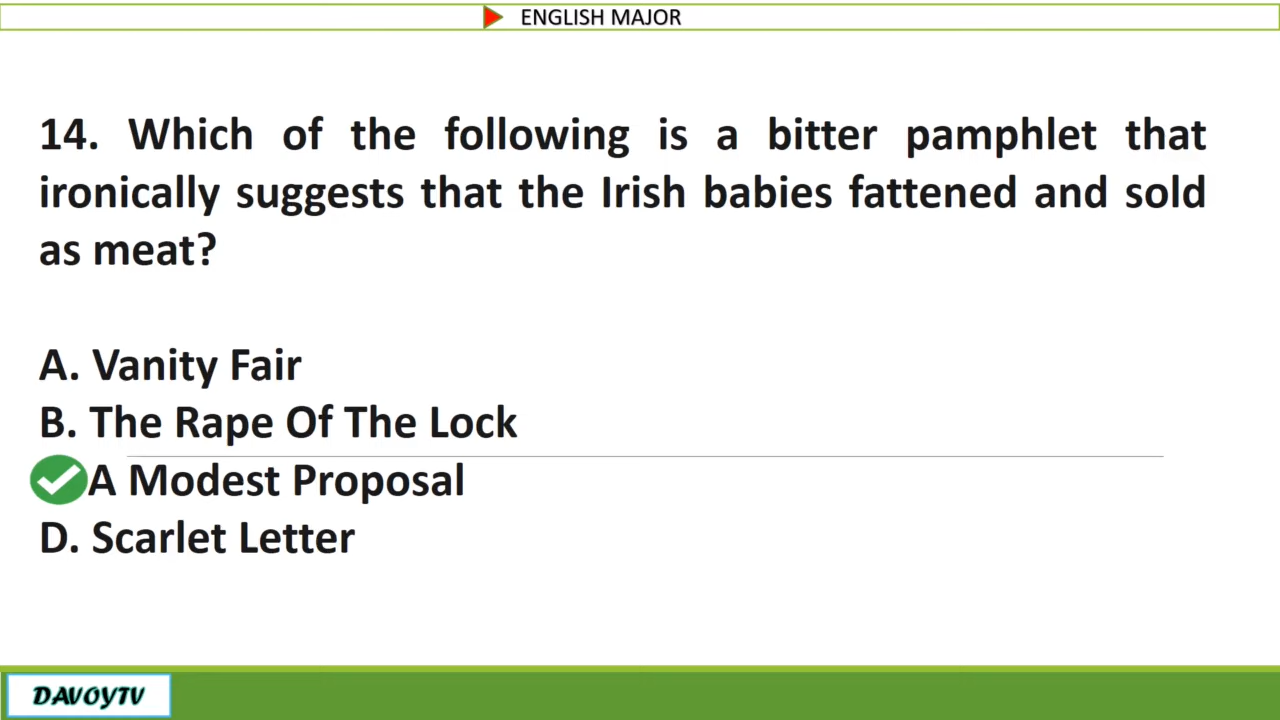 ENGLISH MAJOR
14. Which of the following is a bitter pamphlet that
ironically suggests that the Irish babies fattened and sold
as meat?
A. Vanity Fair
B. The Rape Of The Lock
A Modest Proposal
D. Scarlet Letter
DAVOYTV